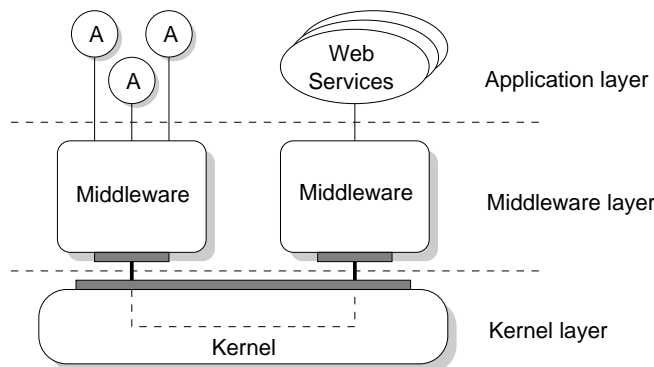 A
A
A
Web
Services
Application layer
Middleware
Middleware
Middleware layer
Kernel
Kernel layer